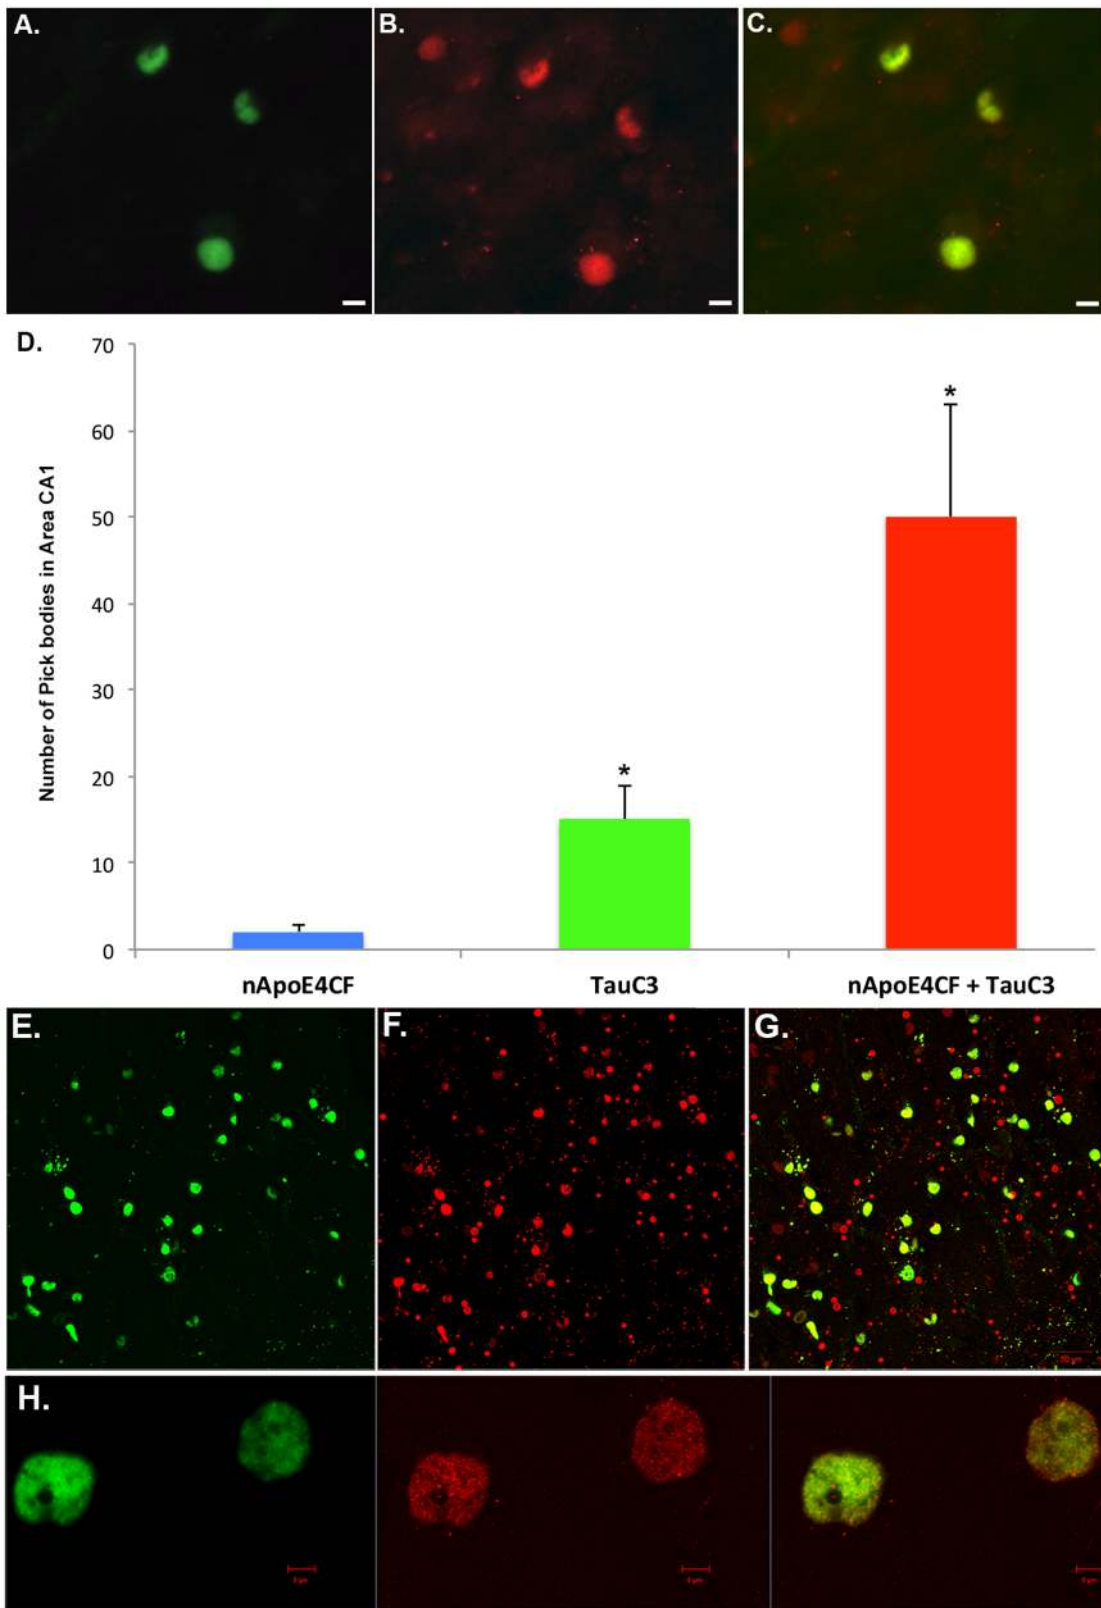 A.
B.
C.
D.
70
60
50
40
30
20
10
0
Number of Pick bodies in Area CA1
*
*
nApoE4CF
TauC3
nApoE4CF + TauC3
E.
F.
G.
H.